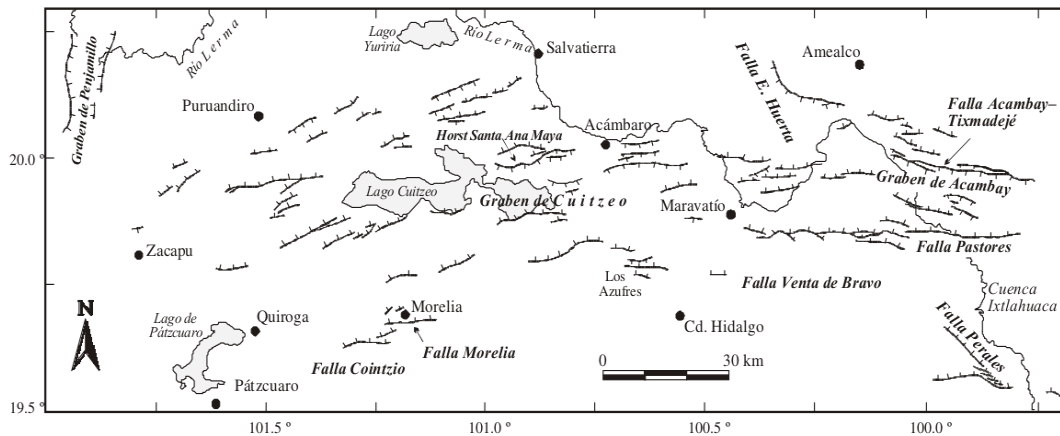 Lago
Yuriria
Río Lerma
Salvatierra
Amealco
Río Lerma
Graben de Penjamillo
Puruandiro
Falla E. Huerta
Falla Acambay–
Tixmadejé
Acámbaro
Horst Santa Ana Maya
20.0 º
Lago Cuitzeo
Graben de Cuitzeo
Graben de Acambay
Maravatío
Zacapu
Falla Pastores
Los
Azufres
Falla Venta de Bravo
Cuenca
Ixtlahuaca
N
Lago de
Pátzcuaro
Quiroga
Morelia
Cd. Hidalgo
Falla Morelia
Falla Cointzio
Falla Perales
0 30 km
Pátzcuaro
19.5 º
101.5 º 101.0 º 100.5 º 100.0 º